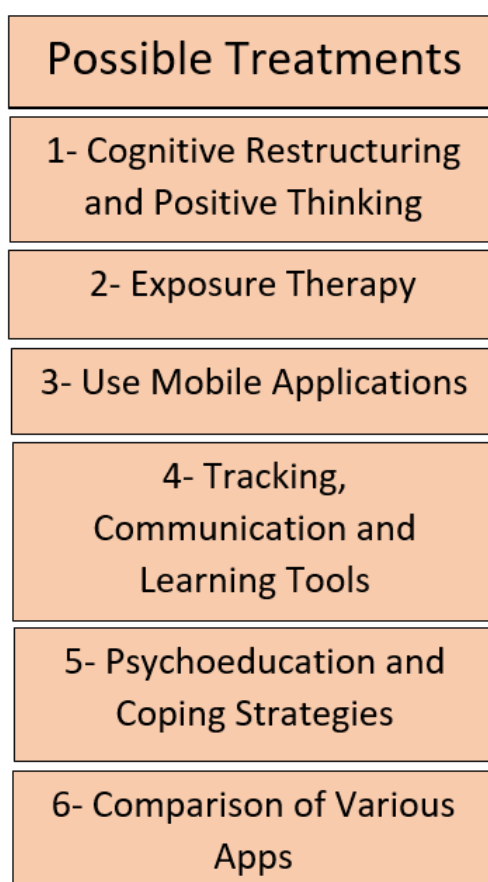 Possible Treatments
1- Cognitive Restructuring
and Positive Thinking
2- Exposure Therapy
3- Use Mobile Applications
4- Tracking,
Communication and
Learning Tools
5- Psychoeducation and
Coping Strategies
6- Comparison of Various
Apps